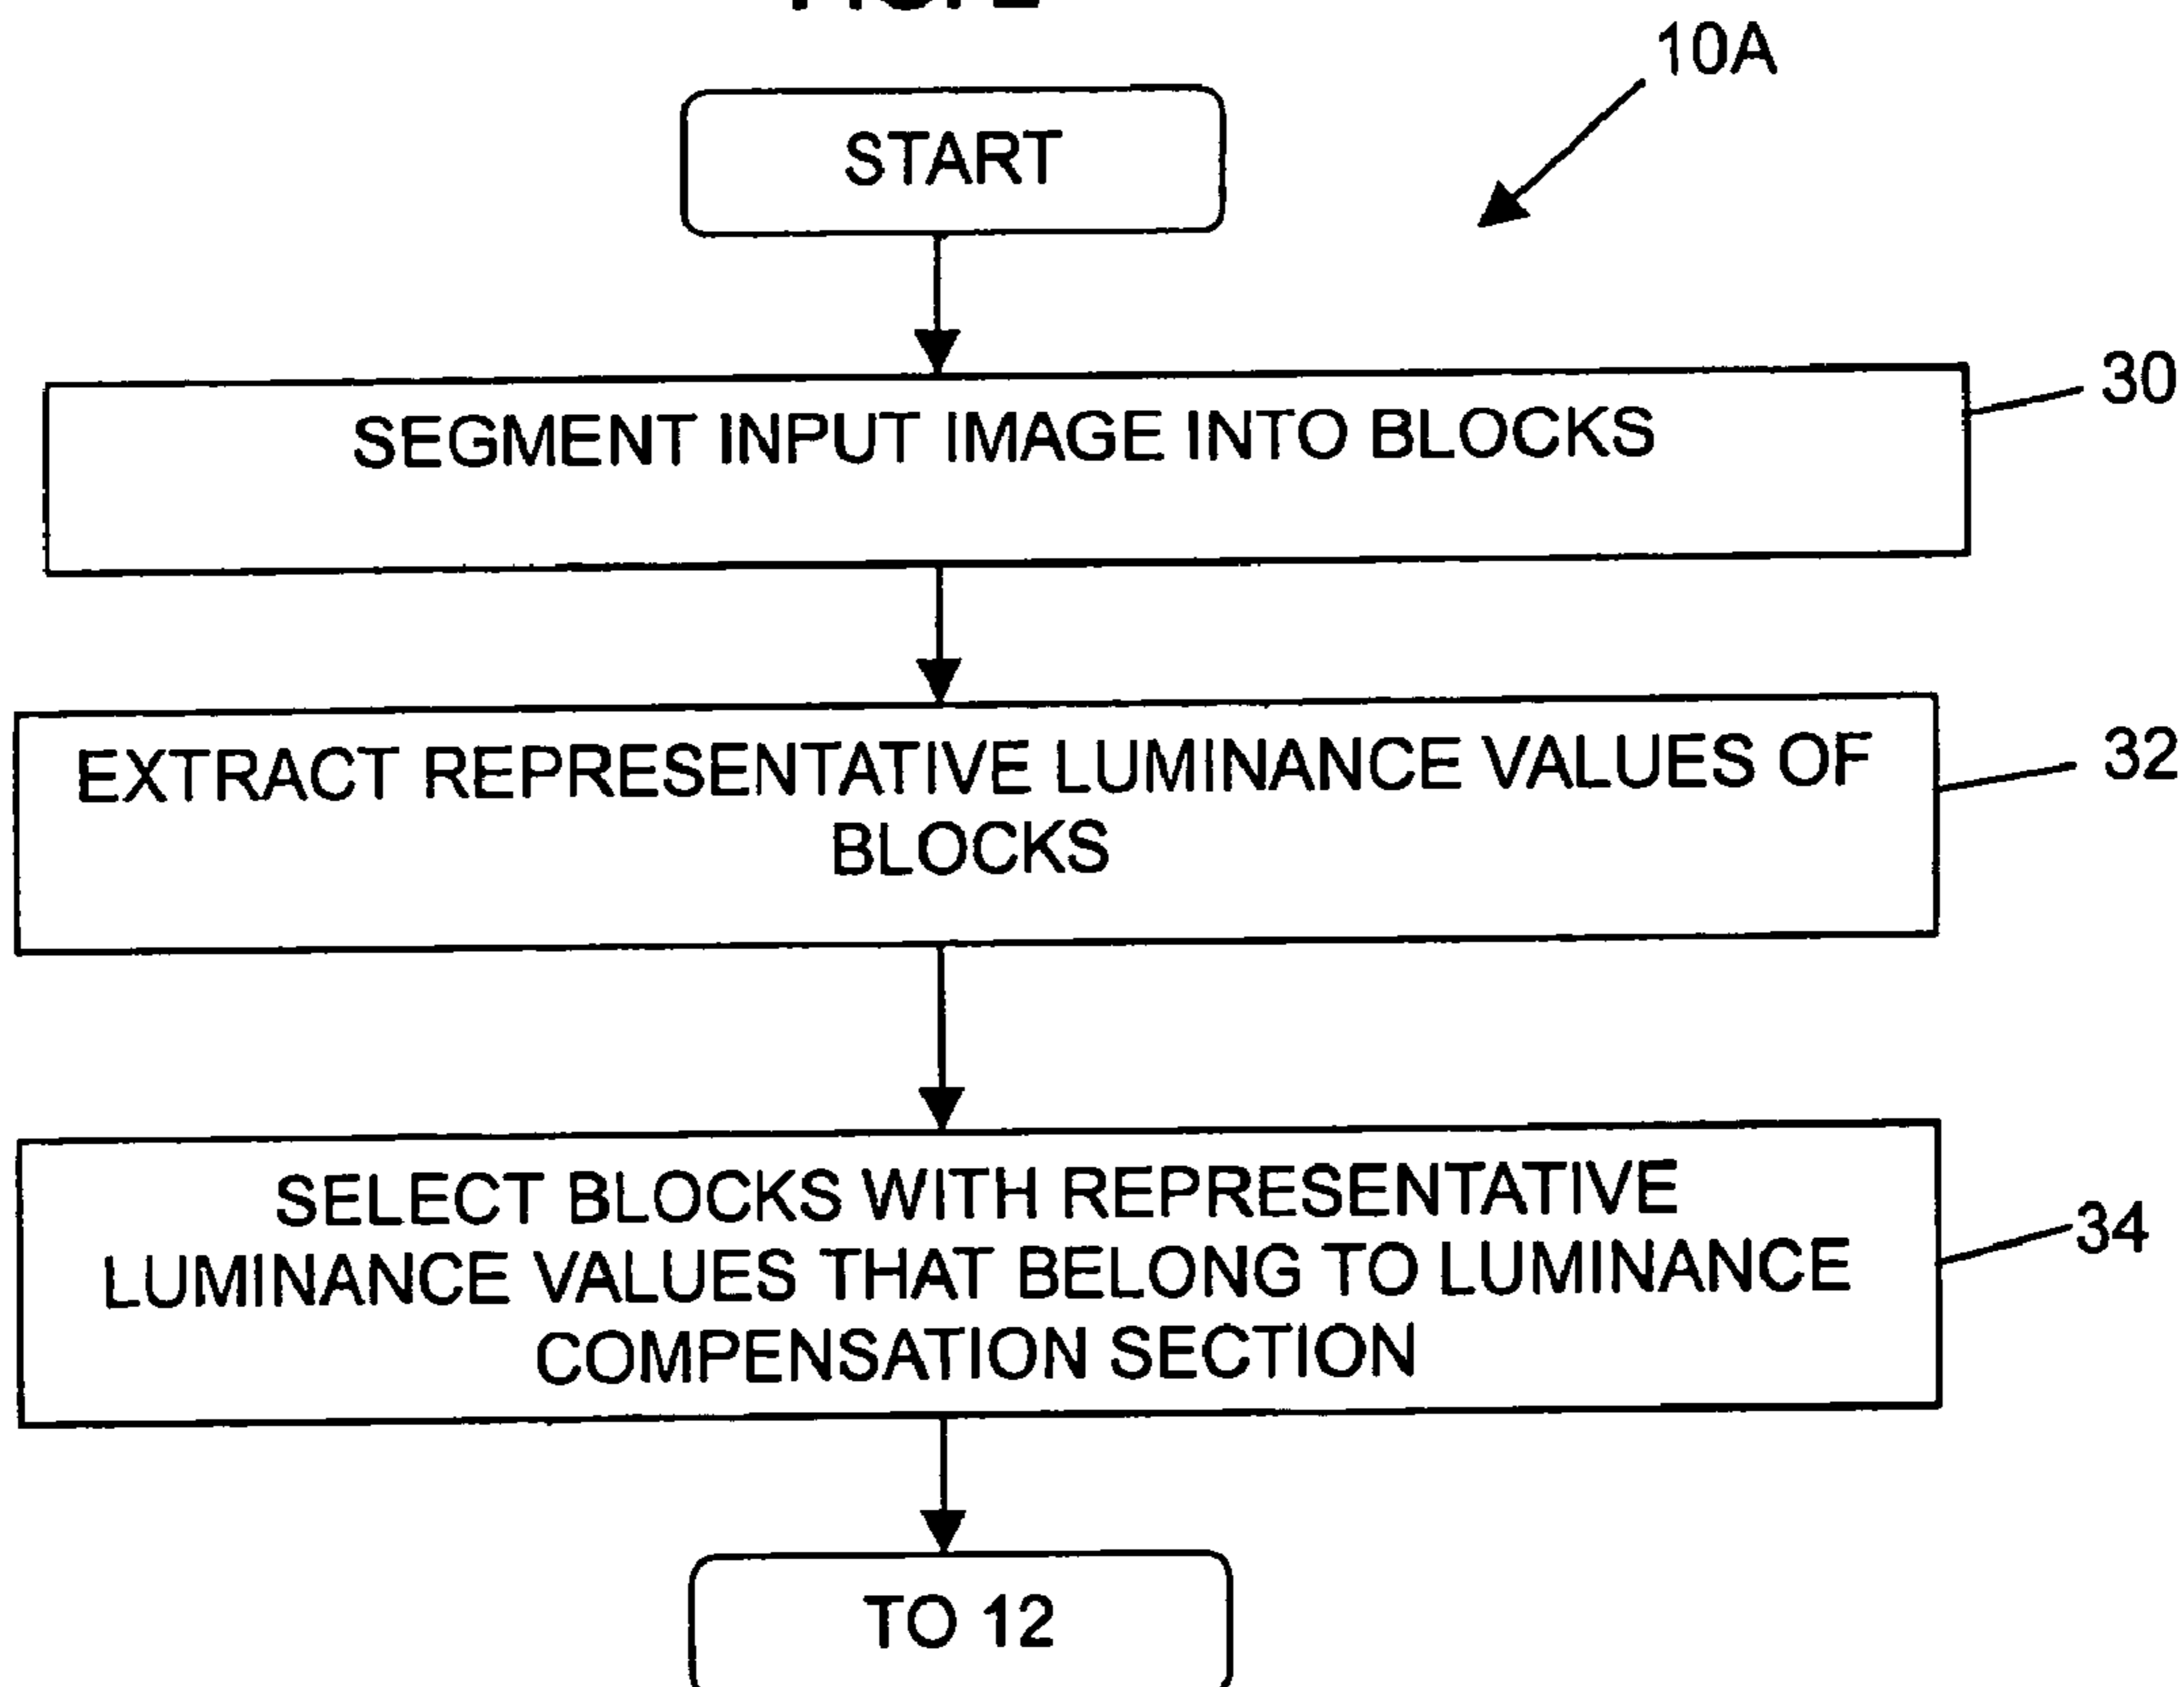 10A
START
SEGMENT INPUT IMAGE INTO BLOCKS
30
EXTRACT REPRESENTATIVE LUMINANCE VALUES OF
BLOCKS
32
SELECT BLOCKS WITH REPRESENTATIVE
LUMINANCE VALUES THAT BELONG TO LUMINANCE
COMPENSATION SECTION
34
TO 12